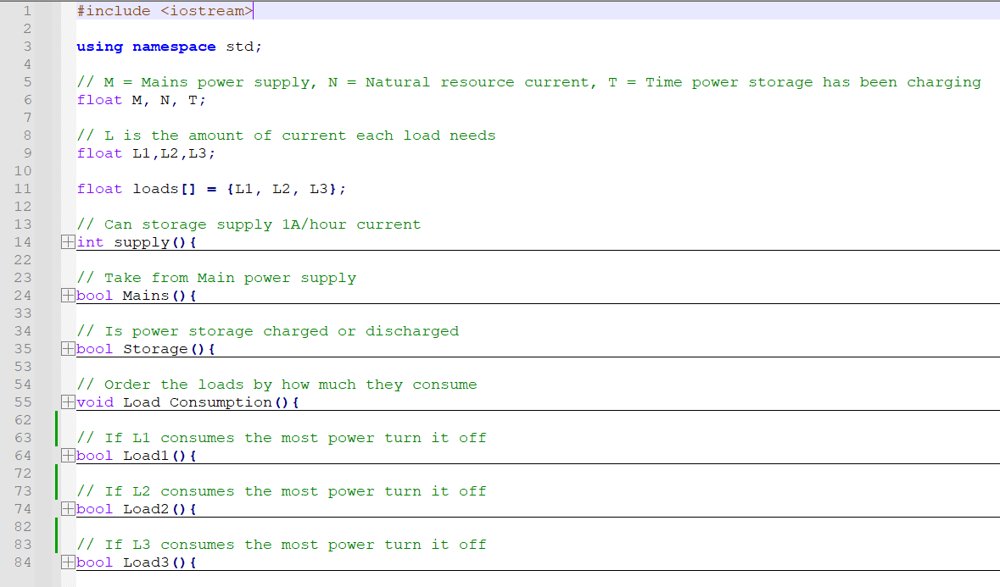 1 #include <iostream>
2
3 using namespace std;
4
5 // M = Mains power supply, N = Natural resource current, T = Time power storage has been charging
6 float M, N, T;
7
8 // L is the amount of current each load needs
9 float L1,L2,L3;
10
11 float loads[] = {L1, L2, L3};
12
13 // Can storage supply 1A/hour current
14 int supply(){
22
23 // Take from Main power supply
24 bool Mains(){
33
34 // Is power storage charged or discharged
35 bool Storage(){
53
54 // Order the loads by how much they consume
55 void Load Consumption(){
62
63 // If L1 consumes the most power turn it off
64 bool Load1(){
72
73 // If L2 consumes the most power turn it off
74 bool Load2(){
82
83 // If L3 consumes the most power turn it off
84 bool Load3(){